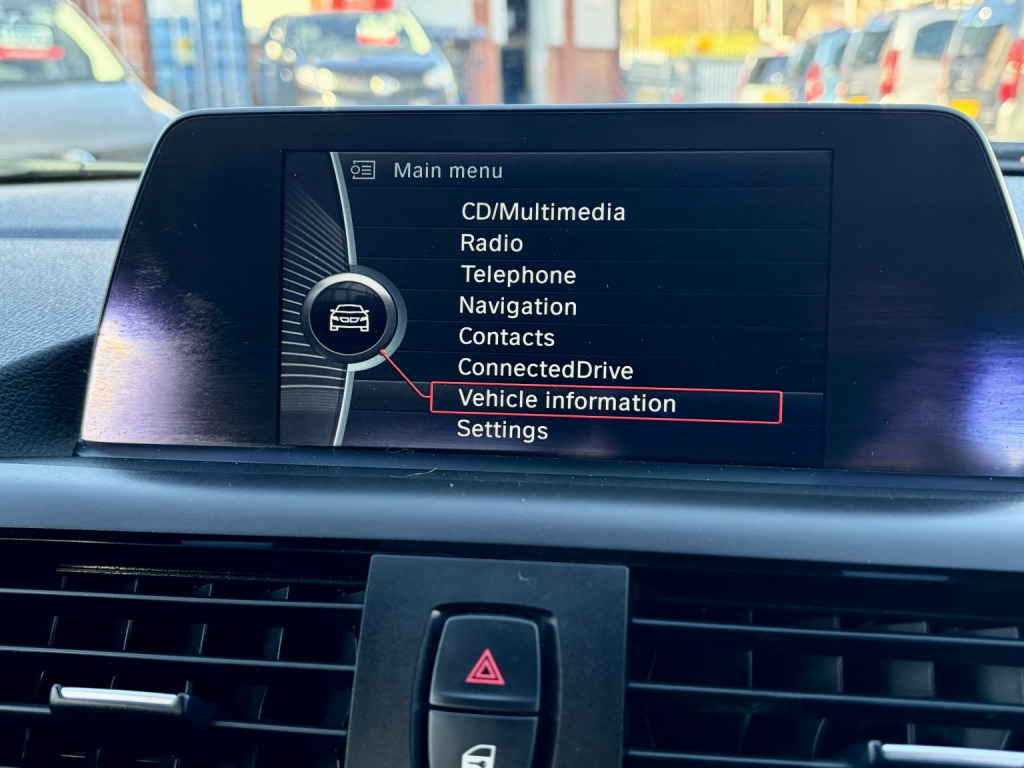 Main menu
CD/Multimedia
Radio
Telephone
Navigation
Contacts
ConnectedDrive
Vehicle information
Settings